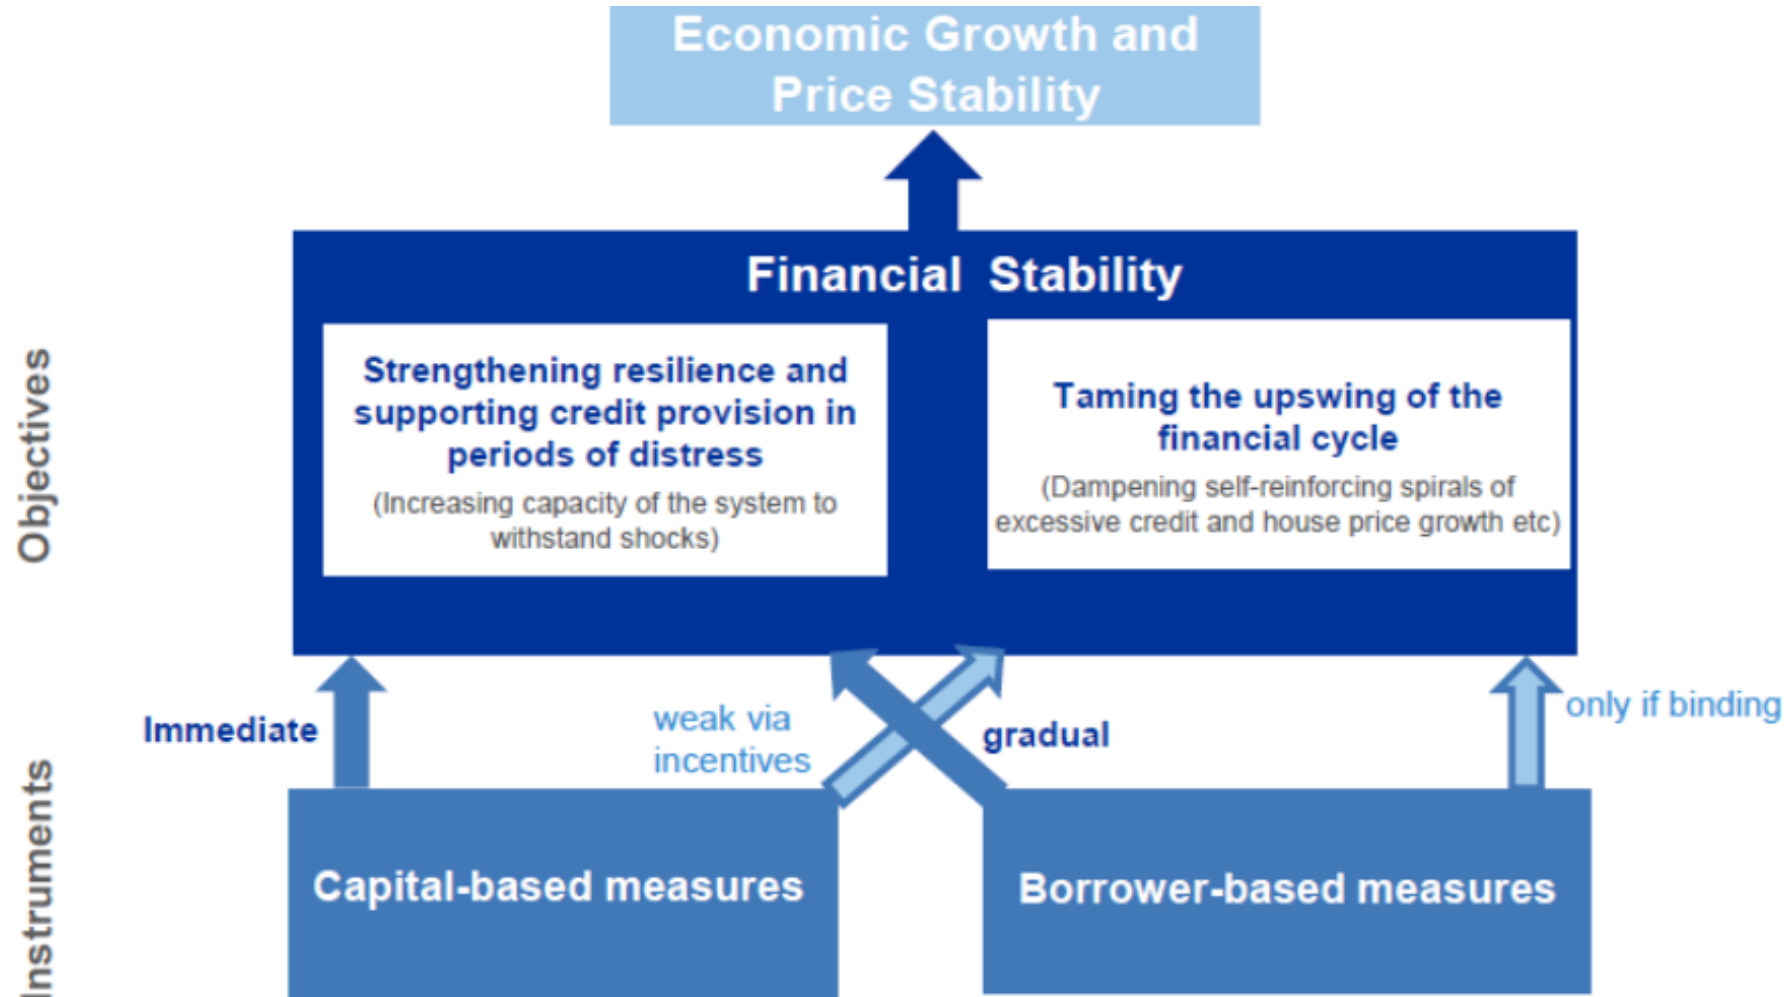 Economic Growth and
Price Stability
Financial Stability
Objectives
Strengthening resilience and
supporting credit provision in
periods of distress
(Increasing capacity of the system to
withstand shocks)
Taming the upswing of the
financial cycle
(Dampening self-reinforcing spirals of
excessive credit and house price growth etc)
Immediate
weak via
incentives
gradual
only if binding
Instruments
Capital-based measures
Borrower-based measures